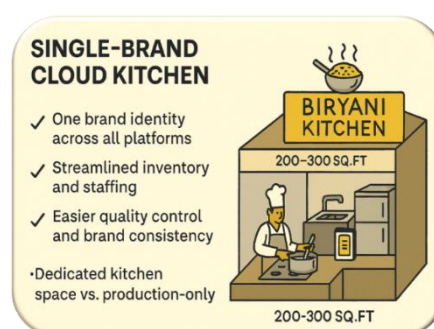 SINGLE-BRAND
CLOUD KITCHEN
✓ One brand identity
across all platforms
✓ Streamlined inventory
and staffing
✓ Easier quality control
and brand consistency
•Dedicated kitchen
space vs. production-only
BIRYANI
KITCHEN
200–300 SQ.FT
200-300 SQ.FT